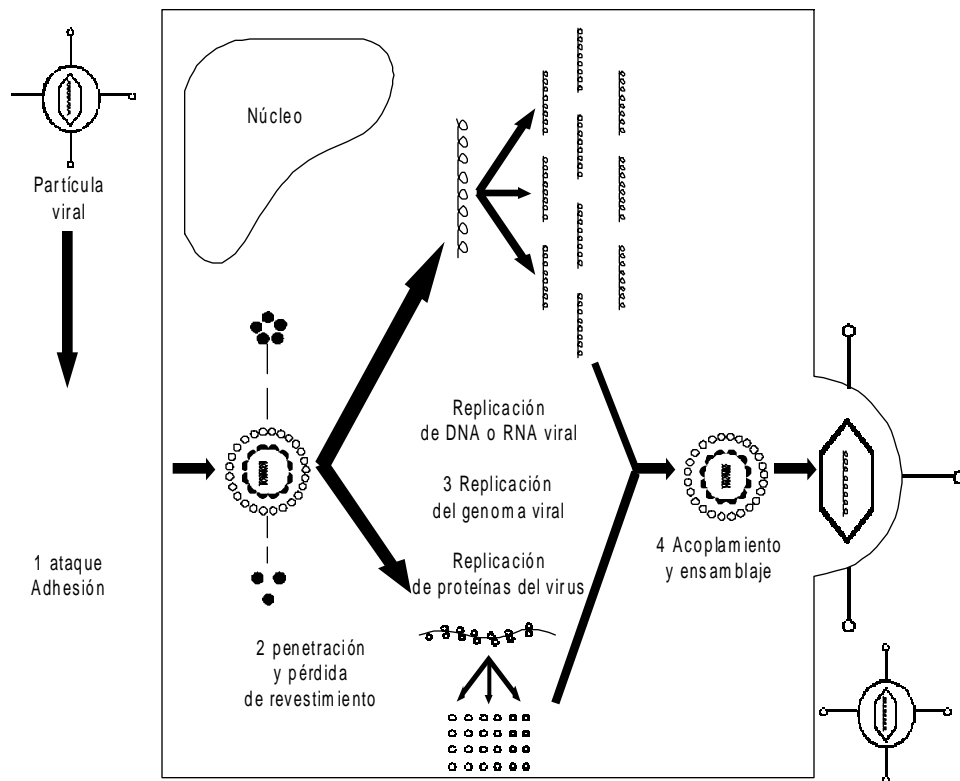 Núcleo
Partícula
viral
1 ataque
Adhesión
2 penetración
y pérdida
de revestimiento
Replicación
de DNA o RNA viral
3 Replicación
del genoma viral
Replicación
de proteínas del virus
4 Acoplamiento
y ensamblaje